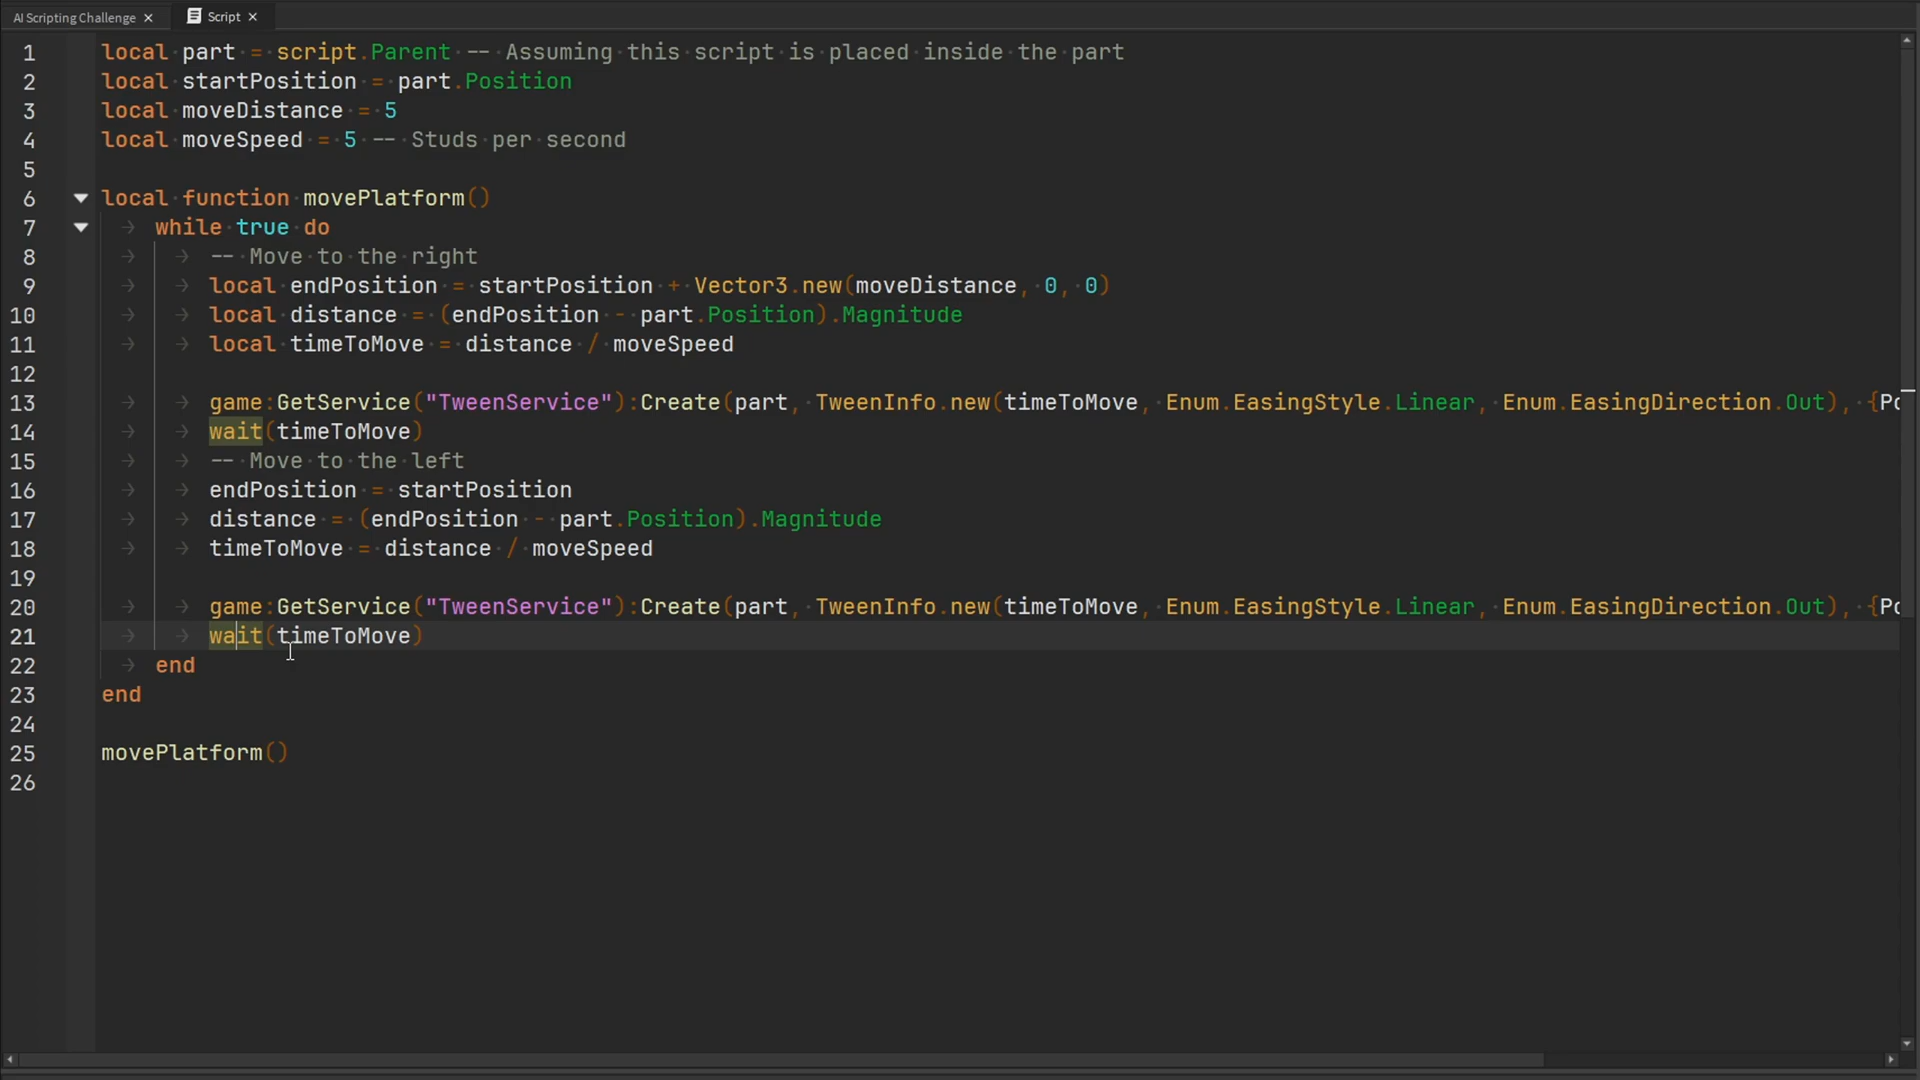 AI Scripting Challenge × Script ×
1 local part = script.Parent -- Assuming this script is placed inside the part
2 local startPosition = part.Position
3 local moveDistance = 5
4 local moveSpeed = 5 -- Studs per second
5
6 local function movePlatform()
7 while true do
8 -- Move to the right
9 local endPosition = startPosition + Vector3.new(moveDistance, 0, 0)
10 local distance = (endPosition - part.Position).Magnitude
11 local timeToMove = distance / moveSpeed
12
13 game:GetService("TweenService"):Create(part, TweenInfo.new(timeToMove, Enum.EasingStyle.Linear, Enum.EasingDirection.Out), {Po
14 wait(timeToMove)
15 -- Move to the left
16 endPosition = startPosition
17 distance = (endPosition - part.Position).Magnitude
18 timeToMove = distance / moveSpeed
19
20 game:GetService("TweenService"):Create(part, TweenInfo.new(timeToMove, Enum.EasingStyle.Linear, Enum.EasingDirection.Out), {Po
21 wait(timeToMove)
22 end
23 end
24
25 movePlatform()
26